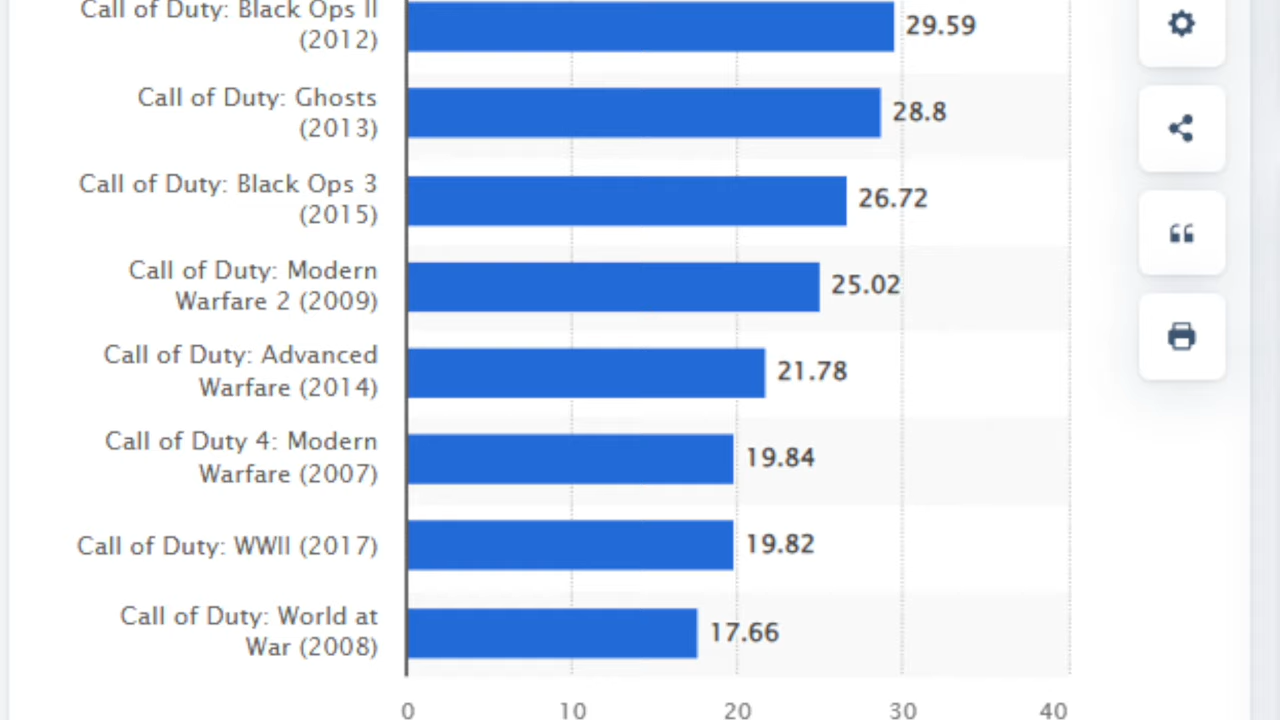 Call of Duty: Black Ops II
(2012)
29.59
Call of Duty: Ghosts
(2013)
28.8
Call of Duty: Black Ops 3
(2015)
26.72
Call of Duty: Modern
Warfare 2 (2009)
25.02
Call of Duty: Advanced
Warfare (2014)
21.78
Call of Duty 4: Modern
Warfare (2007)
19.84
Call of Duty: WWII (2017)
19.82
Call of Duty: World at
War (2008)
17.66
0 10 20 30 40